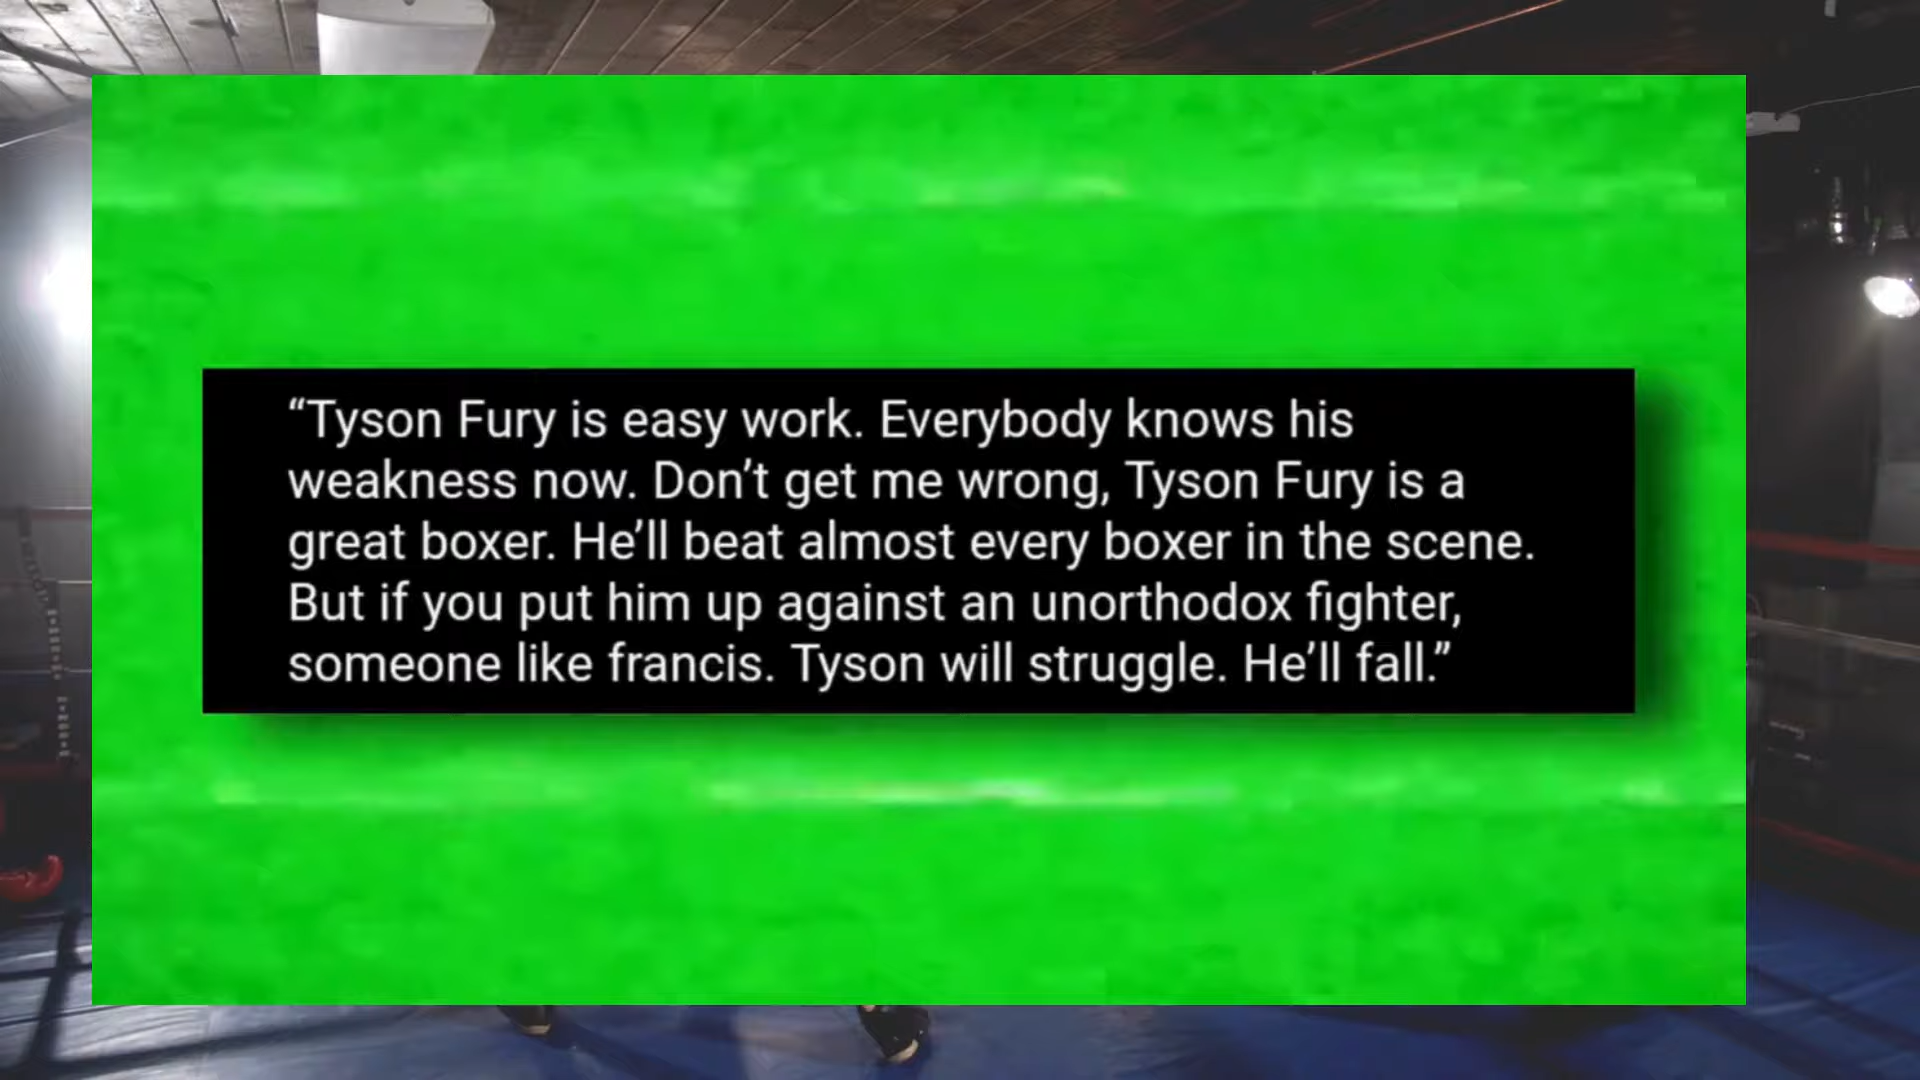 “Tyson Fury is easy work. Everybody knows his
weakness now. Don’t get me wrong, Tyson Fury is a
great boxer. He’ll beat almost every boxer in the scene.
But if you put him up against an unorthodox fighter,
someone like francis. Tyson will struggle. He’ll fall.”